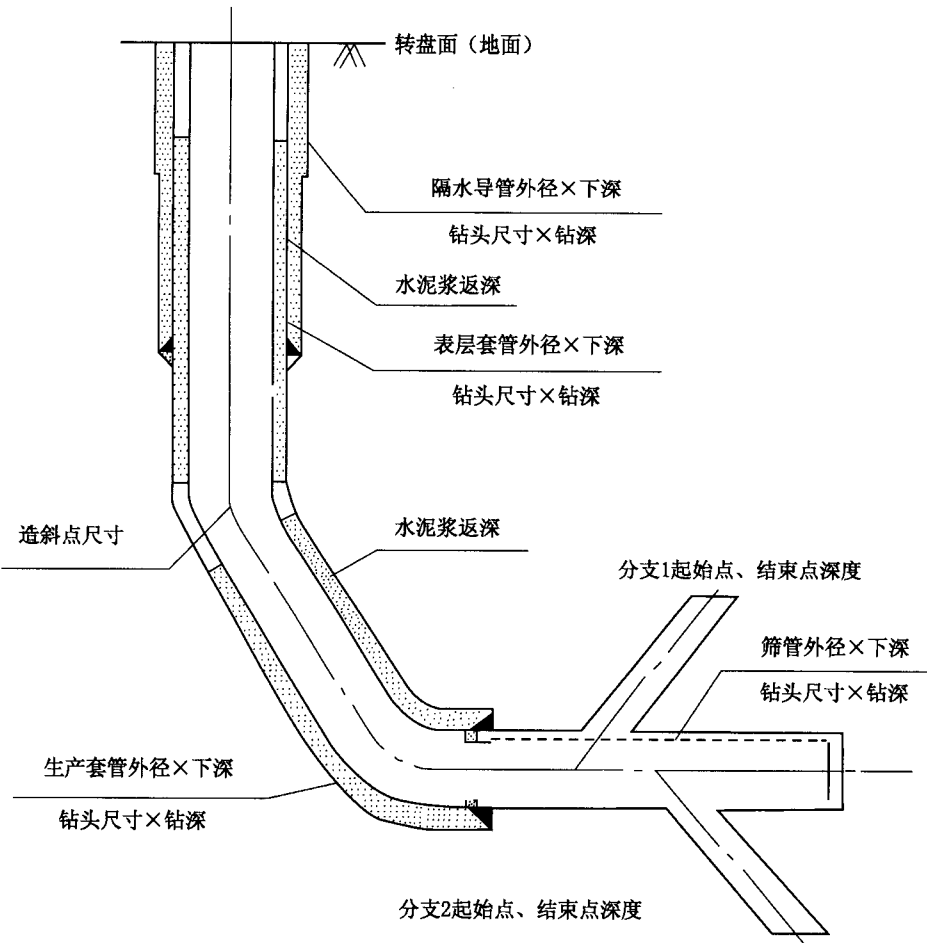 转盘面（地面）
隔水导管外径×下深
钻头尺寸×钻深
水泥浆返深
表层套管外径×下深
钻头尺寸×钻深
造斜点尺寸
水泥浆返深
分支1起始点、结束点深度
筛管外径×下深
钻头尺寸×钻深
生产套管外径×下深
钻头尺寸×钻深
分支2起始点、结束点深度